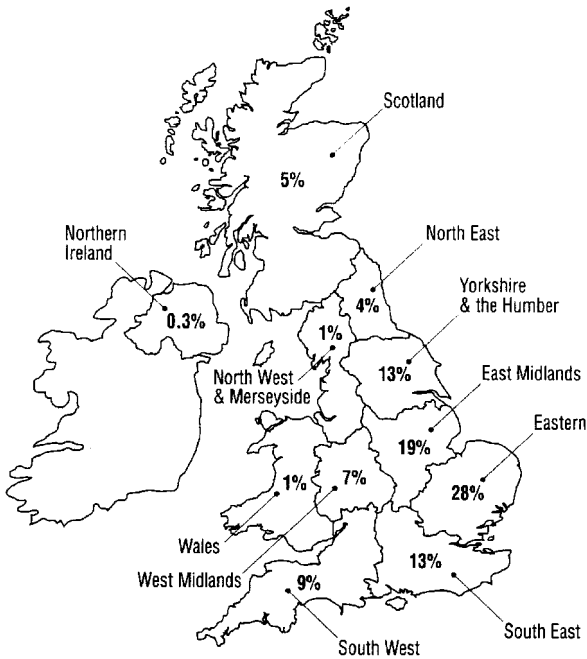 Scotland
5%
Northern
Ireland
0.3%
North East
4%
Yorkshire
& the Humber
1%
13%
North West
& Merseyside
East Midlands
19%
Eastern
28%
7%
1%
Wales
West Midlands
13%
9%
South East
South West